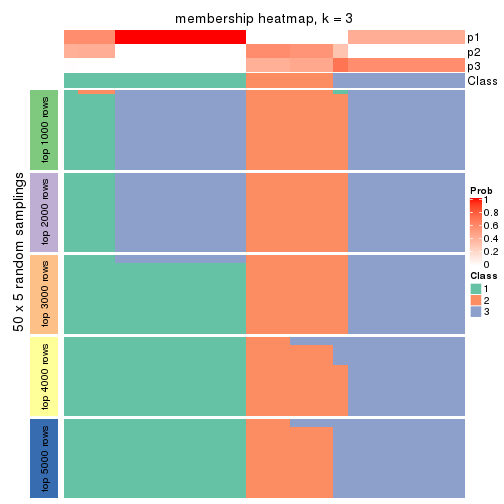 membership heatmap, k = 3
p1
p2
p3
Class
50 x 5 random samplings
top 1000 rows
top 2000 rows
top 3000 rows
top 4000 rows
top 5000 rows
Prob
1
0.8
0.6
0.4
0.2
0
Class
1
2
3